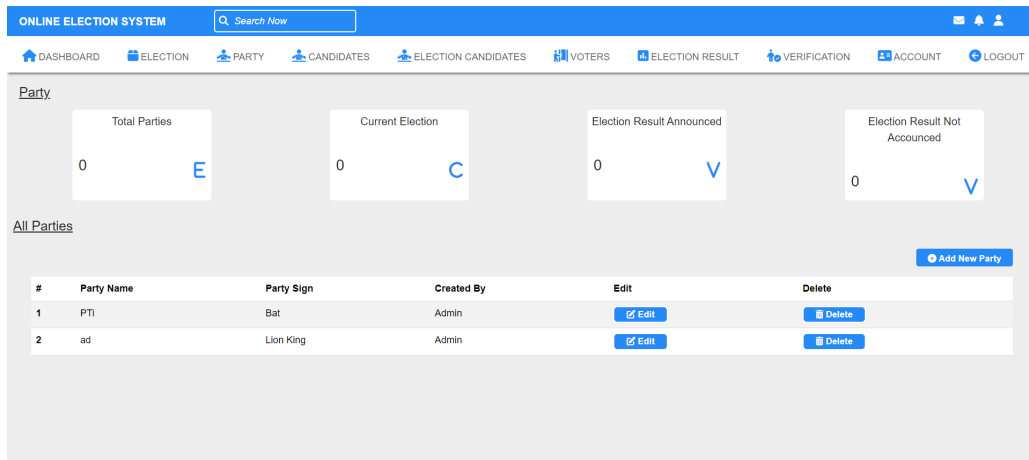 ONLINE ELECTION SYSTEM Search Now
DASHBOARD ELECTION PARTY CANDIDATES ELECTION CANDIDATES VOTERS ELECTION RESULT VERIFICATION ACCOUNT LOGOUT
Party
Total Parties
0 E
Current Election
0 C
Election Result Announced
0 V
Election Result Not
Accounced
0 V
All Parties
Add New Party
# Party Name Party Sign Created By Edit Delete
1 PTi Bat Admin Edit Delete
2 ad Lion King Admin Edit Delete